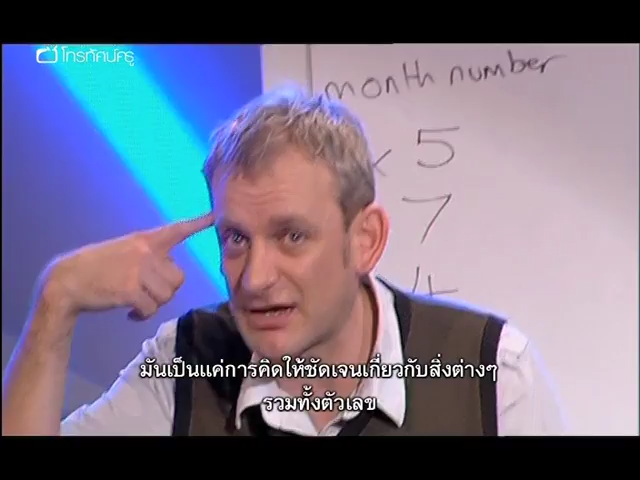 โทรทัศน์ครู
month number
x 5
7
4
มันเป็นแค่การคิดให้ชัดเจนเกี่ยวกับสิ่งต่างๆ
รวมทั้งตัวเลข